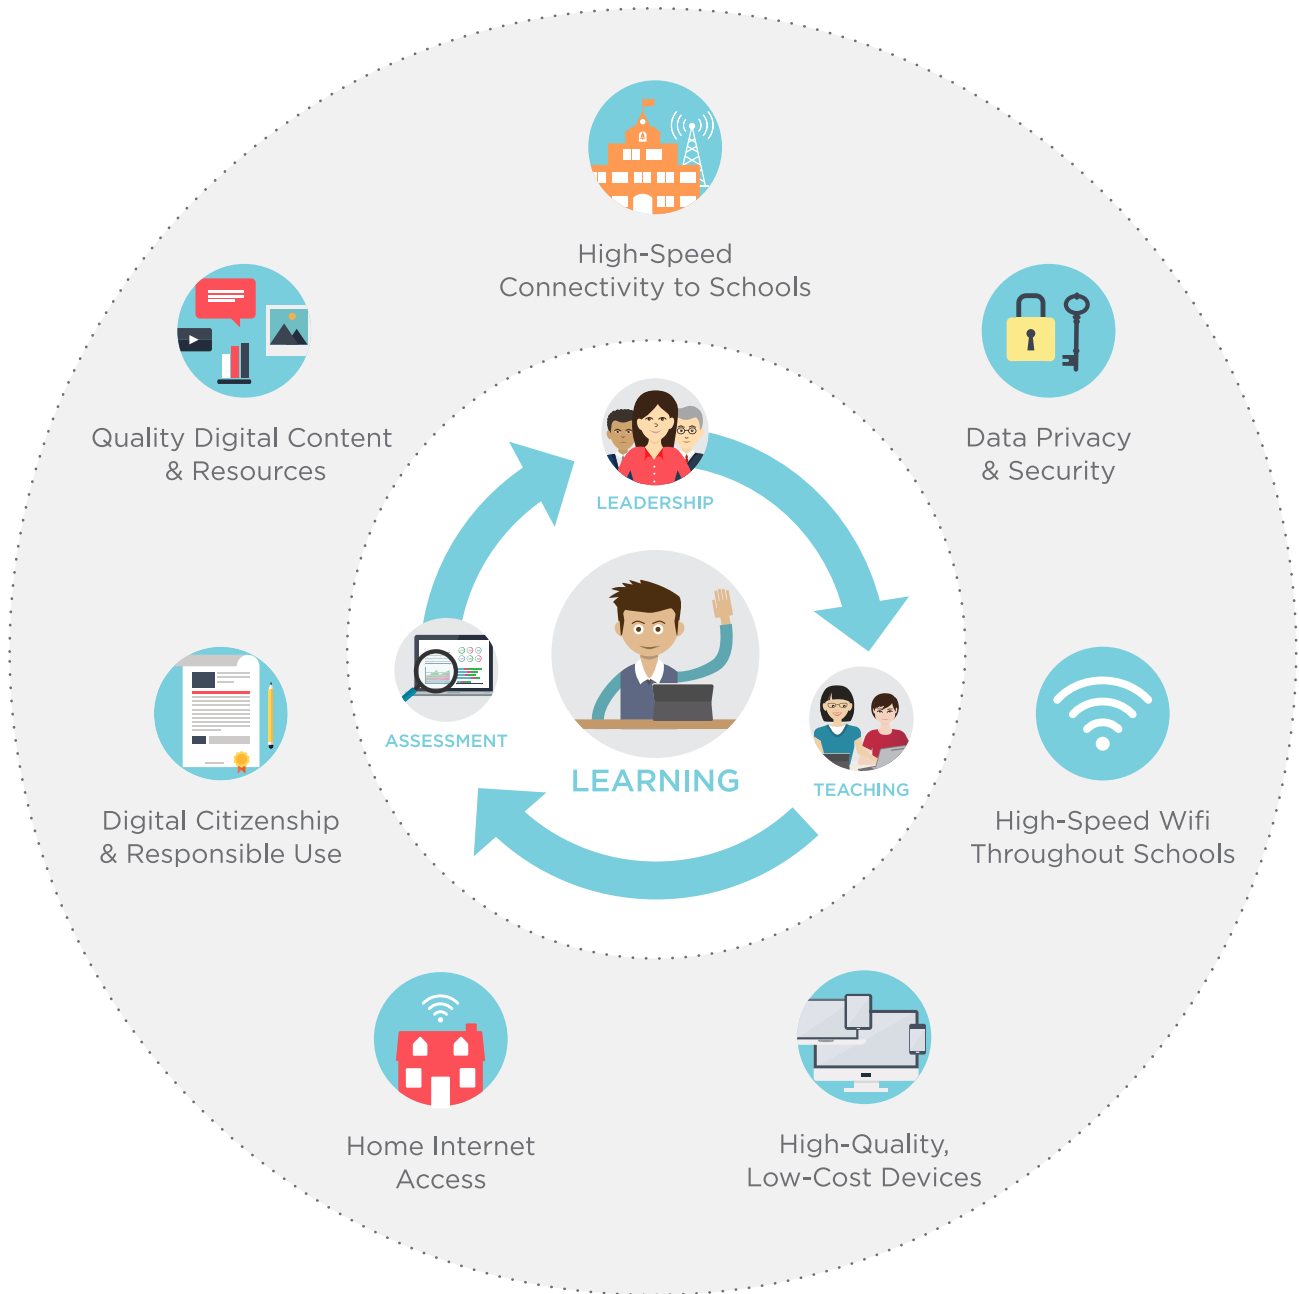 High-Speed
Connectivity to Schools
Quality Digital Content
& Resources
Data Privacy
& Security
LEADERSHIP
ASSESSMENT
LEARNING
TEACHING
Digital Citizenship
& Responsible Use
High-Speed Wifi
Throughout Schools
Home Internet
Access
High-Quality,
Low-Cost Devices